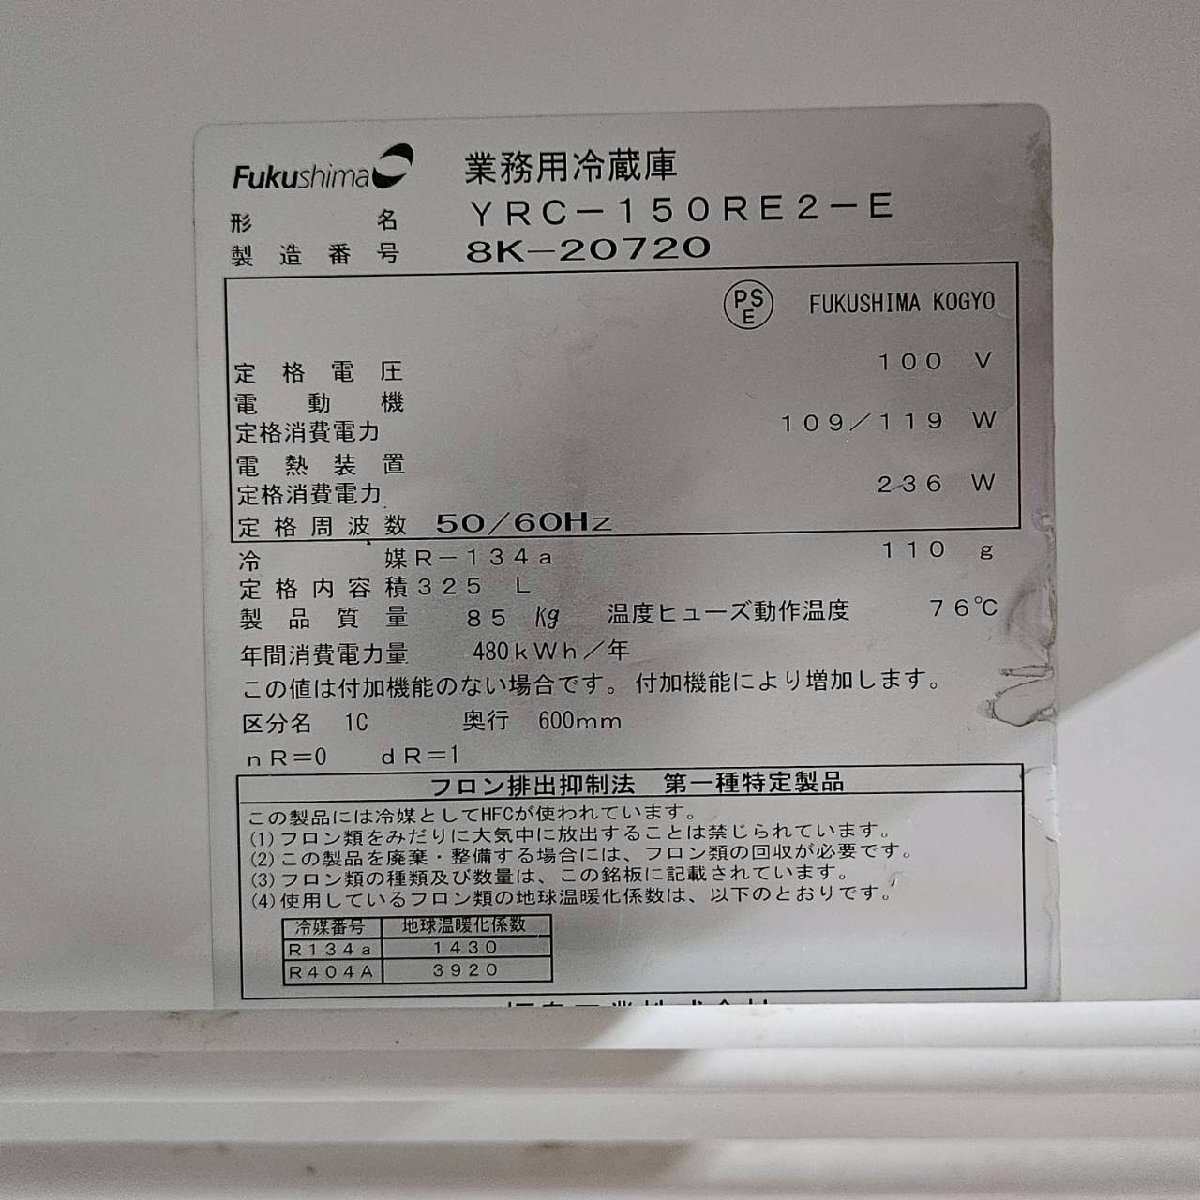 Fukushima 業務用冷蔵庫
形名 YRC-150RE2-E
製造番号 8K-20720
PSE FUKUSHIMA KOGYO
定格電圧 100 V
電動機
定格消費電力 109/119 W
電熱装置
定格消費電力 236 W
定格周波数 50/60Hz
冷媒 R-134a 110 g
定格内容積 325 L
製品質量 85 Kg 温度ヒューズ動作温度 76℃
年間消費電力量 480kWh/年
この値は付加機能のない場合です。付加機能により増加します。
区分名 1C 奥行 600mm
nR=0 dR=1
フロン排出抑制法 第一種特定製品
この製品には冷媒としてHFCが使われています。
(1)フロン類をみだりに大気中に放出することは禁じられています。
(2)この製品を廃棄・整備する場合には、フロン類の回収が必要です。
(3)フロン類の種類及び数量は、この銘板に記載されています。
(4)使用しているフロン類の地球温暖化係数は、以下のとおりです。
冷媒番号 地球温暖化係数
R134a 1430
R404A 3920